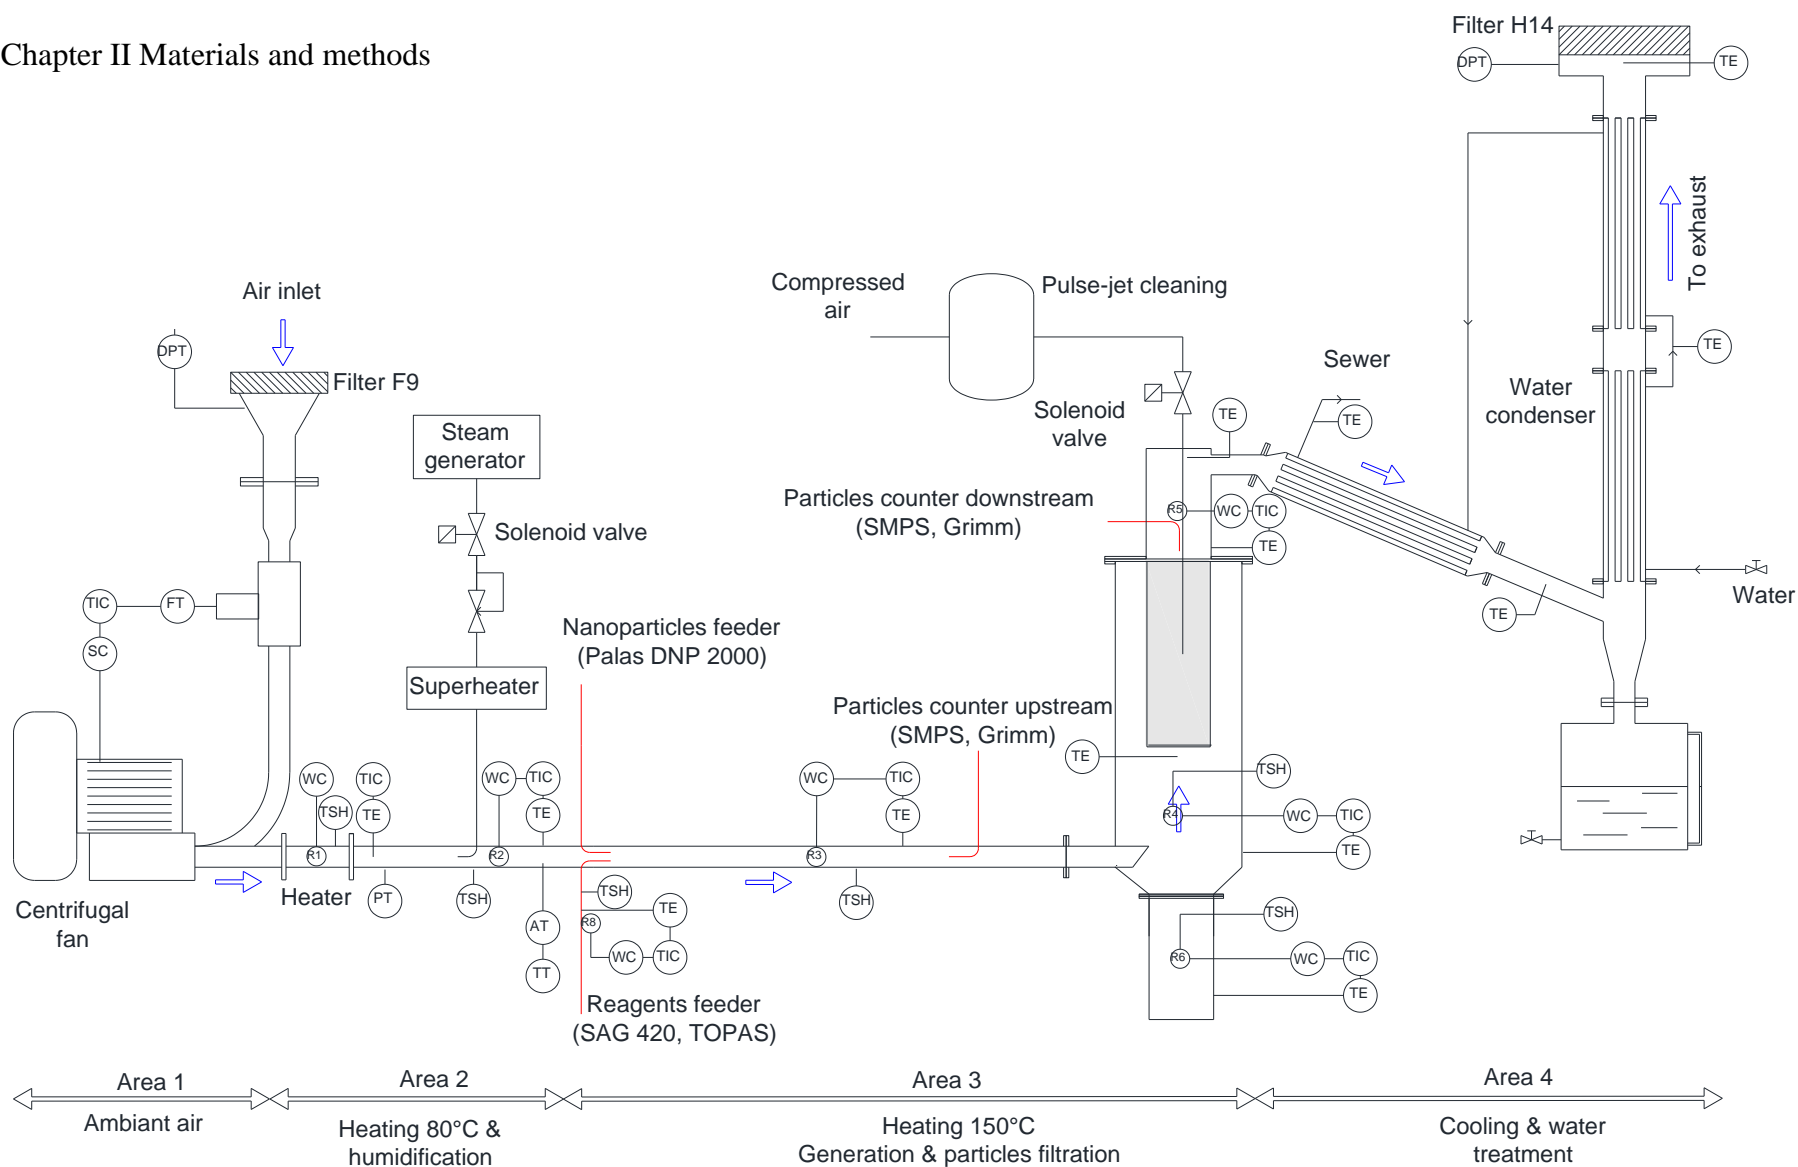 Chapter II Materials and methods
Filter H14
DPT
TE
To exhaust
Air inlet
DPT
Filter F9
Compressed
air
Pulse-jet cleaning
Sewer
TE
TE
TE
Water
condenser
Solenoid
valve
Steam
generator
Solenoid valve
Particles counter downstream
(SMPS, Grimm)
R5
WC
TIC
TE
TE
Water
TIC
FT
SC
Nanoparticles feeder
(Palas DNP 2000)
Superheater
Particles counter upstream
(SMPS, Grimm)
TE
TSH
WC
TSH
TIC
TE
WC
TIC
TE
WC
TIC
TE
R4
WC
TIC
TE
R1
R2
R3
Heater
PT
TSH
TSH
TSH
R8
TE
WC
TIC
AT
TT
TSH
R6
WC
TIC
TE
Centrifugal
fan
Reagents feeder
(SAG 420, TOPAS)
Area 1
Area 2
Area 3
Area 4
Ambiant air
Heating 80°C &
humidification
Heating 150°C
Generation & particles filtration
Cooling & water
treatment